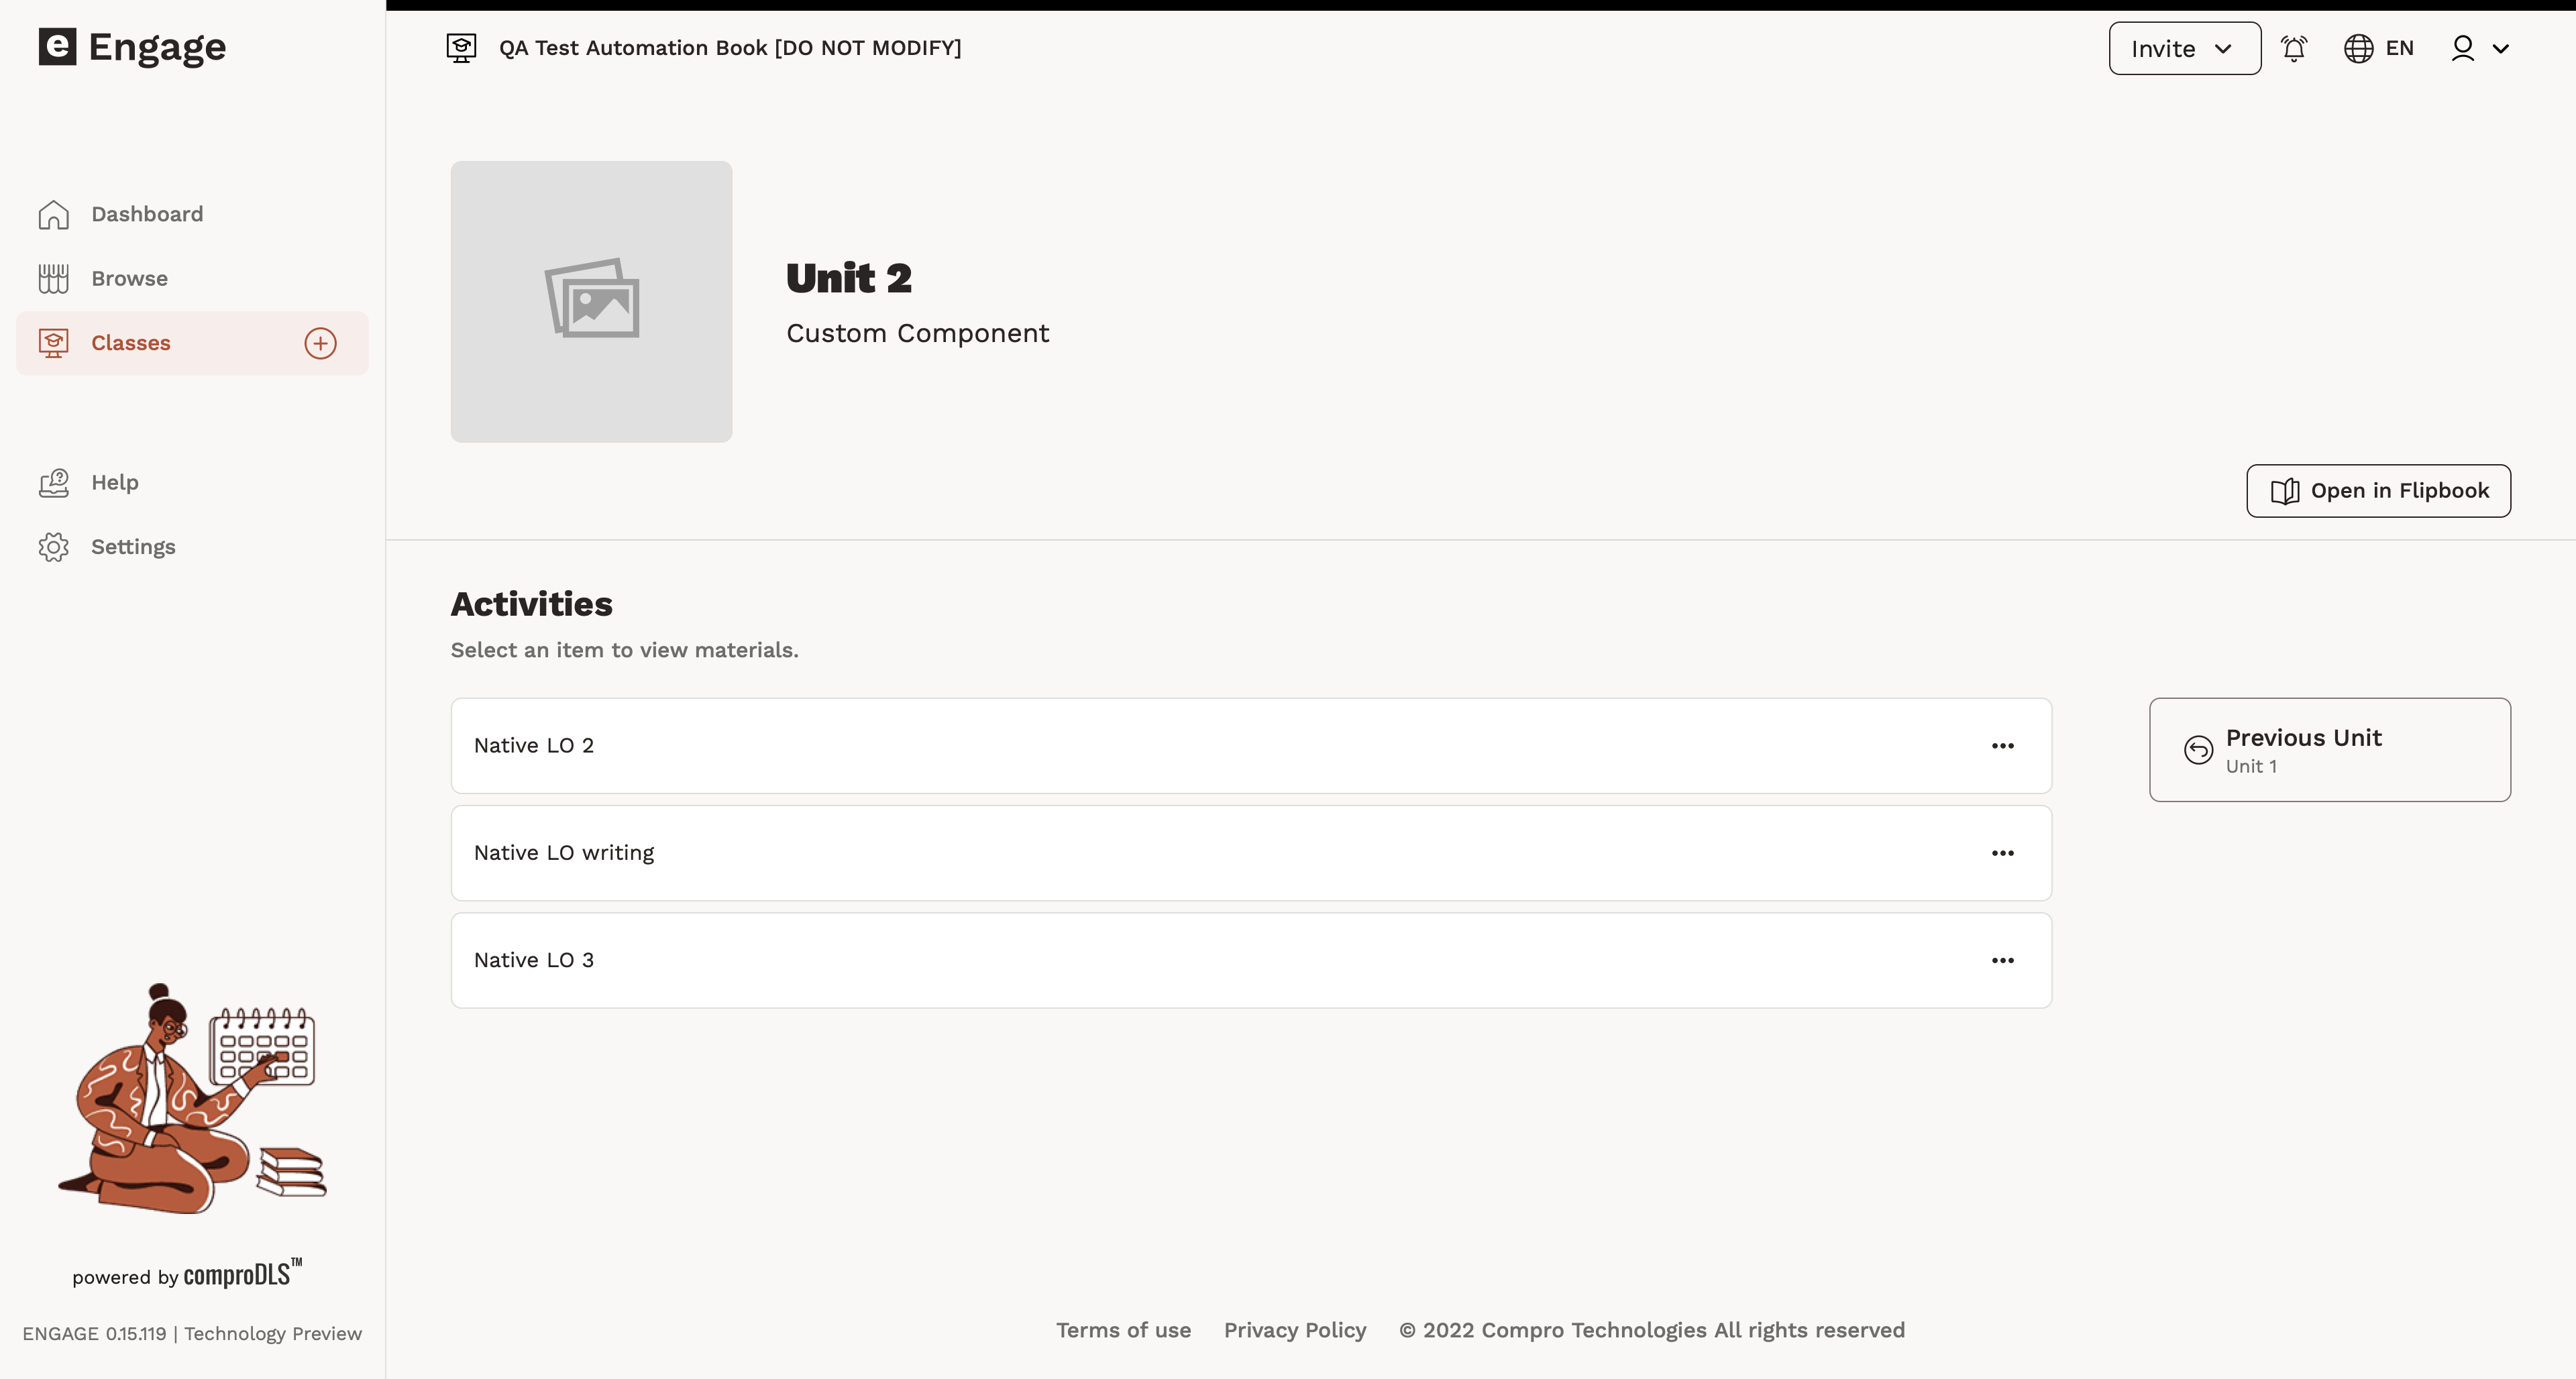 e Engage
QA Test Automation Book [DO NOT MODIFY]
Invite
EN
Dashboard
Browse
Classes
Help
Settings
Unit 2
Custom Component
Open in Flipbook
Activities
Select an item to view materials.
Native LO 2
Native LO writing
Native LO 3
Previous Unit
Unit 1
powered by comproDLS™
ENGAGE 0.15.119 | Technology Preview
Terms of use Privacy Policy © 2022 Compro Technologies All rights reserved